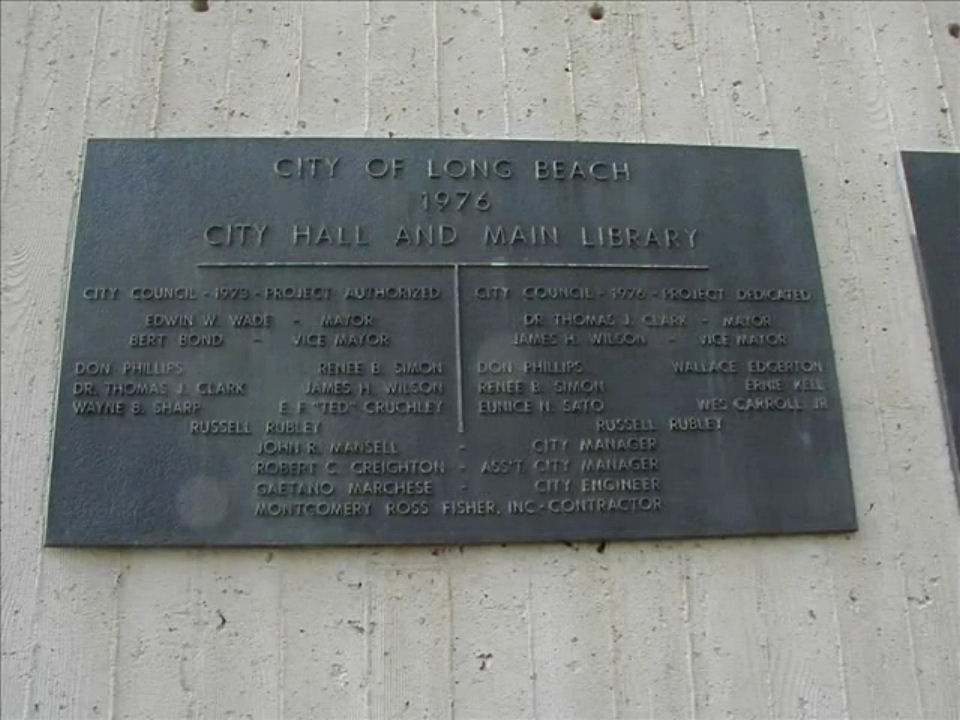 CITY OF LONG BEACH
1976
CITY HALL AND MAIN LIBRARY
CITY COUNCIL - 1973 - PROJECT AUTHORIZED
EDWIN W. WADE - MAYOR
BERT BOND - VICE MAYOR
DON PHILLIPS RENEE B. SIMON
DR. THOMAS J. CLARK JAMES H. WILSON
WAYNE B. SHARP E. F. "TED" CRUCHLEY
RUSSELL RUBLEY
CITY COUNCIL - 1976 - PROJECT DEDICATED
DR. THOMAS J. CLARK - MAYOR
JAMES H. WILSON - VICE MAYOR
DON PHILLIPS WALLACE EDGERTON
RENEE B. SIMON ERNIE KELL
EUNICE N. SATO WES CARROLL JR
RUSSELL RUBLEY
JOHN R. MANSELL - CITY MANAGER
ROBERT C. CREIGHTON - ASS'T. CITY MANAGER
GAETANO MARCHESE - CITY ENGINEER
MONTGOMERY ROSS FISHER, INC - CONTRACTOR